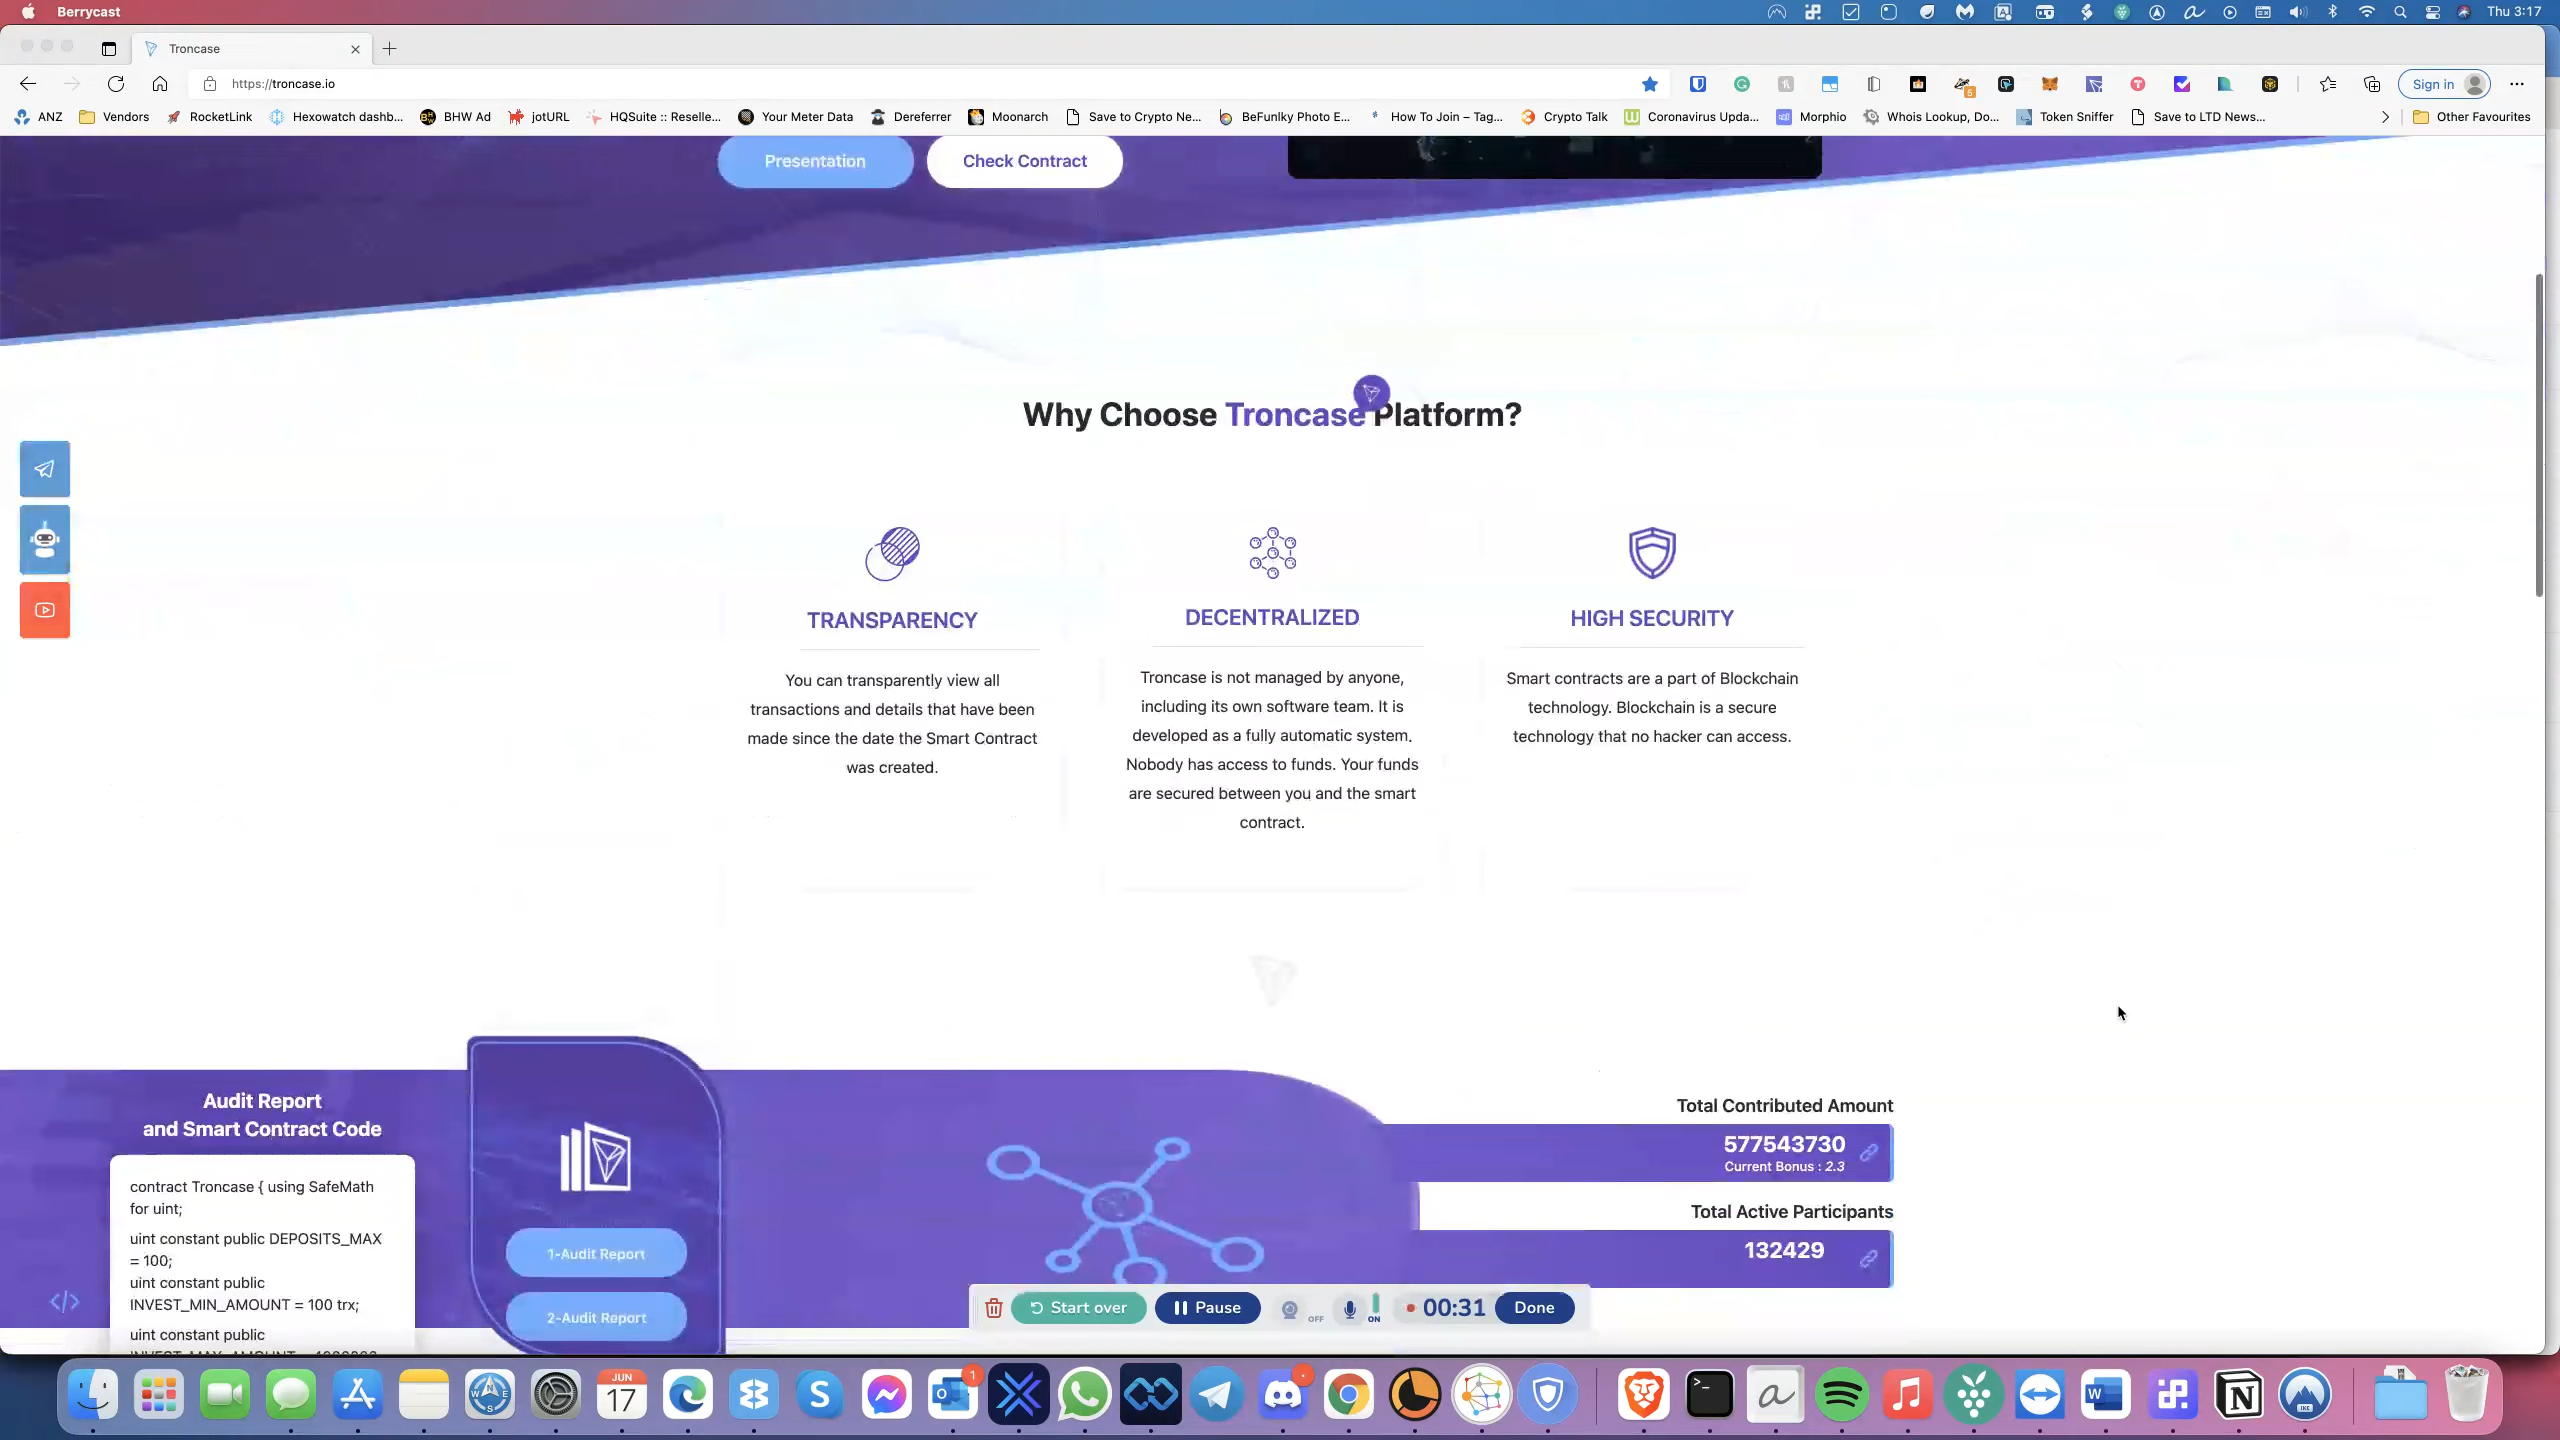 Berrycast
Thu 3:17
Troncase
https://troncase.io
Sign in
ANZ
Vendors
RocketLink
Hexowatch dashb...
BHW Ad
jotURL
HQSuite :: Reselle...
Your Meter Data
Dereferrer
Moonarch
Save to Crypto Ne...
BeFunlky Photo E...
How To Join – Tag...
Crypto Talk
Coronavirus Upda...
Morphio
Whois Lookup, Do...
Token Sniffer
Save to LTD News...
Other Favourites
Presentation
Check Contract
Why Choose Troncase Platform?
TRANSPARENCY
You can transparently view all
transactions and details that have been
made since the date the Smart Contract
was created.
DECENTRALIZED
Troncase is not managed by anyone,
including its own software team. It is
developed as a fully automatic system.
Nobody has access to funds. Your funds
are secured between you and the smart
contract.
HIGH SECURITY
Smart contracts are a part of Blockchain
technology. Blockchain is a secure
technology that no hacker can access.
Audit Report
and Smart Contract Code
contract Troncase { using SafeMath
for uint;
uint constant public DEPOSITS_MAX
= 100;
uint constant public
INVEST_MIN_AMOUNT = 100 trx;
uint constant public
1-Audit Report
2-Audit Report
Total Contributed Amount
577543730
Current Bonus : 2.3
Total Active Participants
132429
Start over
Pause
OFF
ON
00:31
Done
JUN
17
1